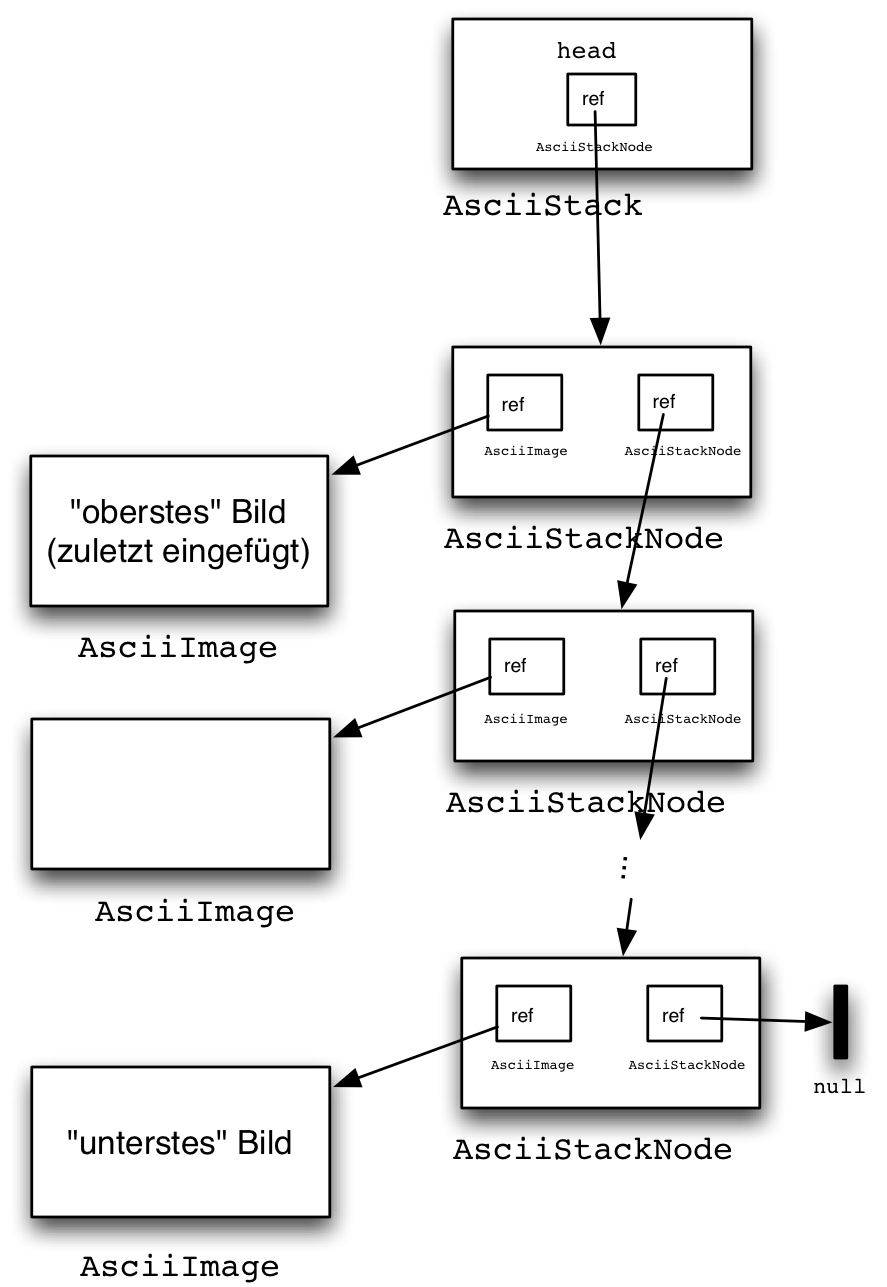 head
ref
AsciiStackNode
AsciiStack
ref
ref
AsciiImage
AsciiStackNode
"oberstes" Bild
(zuletzt eingefügt)
AsciiStackNode
AsciiImage
ref
ref
AsciiImage
AsciiStackNode
AsciiStackNode
...
AsciiImage
ref
ref
AsciiImage
AsciiStackNode
null
"unterstes" Bild
AsciiStackNode
AsciiImage